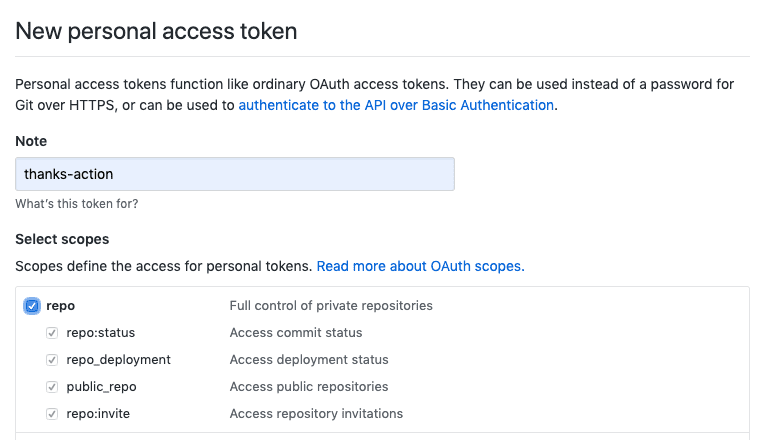 New personal access token
Personal access tokens function like ordinary OAuth access tokens. They can be used instead of a password for
Git over HTTPS, or can be used to authenticate to the API over Basic Authentication.
Note
thanks-action
What's this token for?
Select scopes
Scopes define the access for personal tokens. Read more about OAuth scopes.
repo Full control of private repositories
repo:status Access commit status
repo_deployment Access deployment status
public_repo Access public repositories
repo:invite Access repository invitations